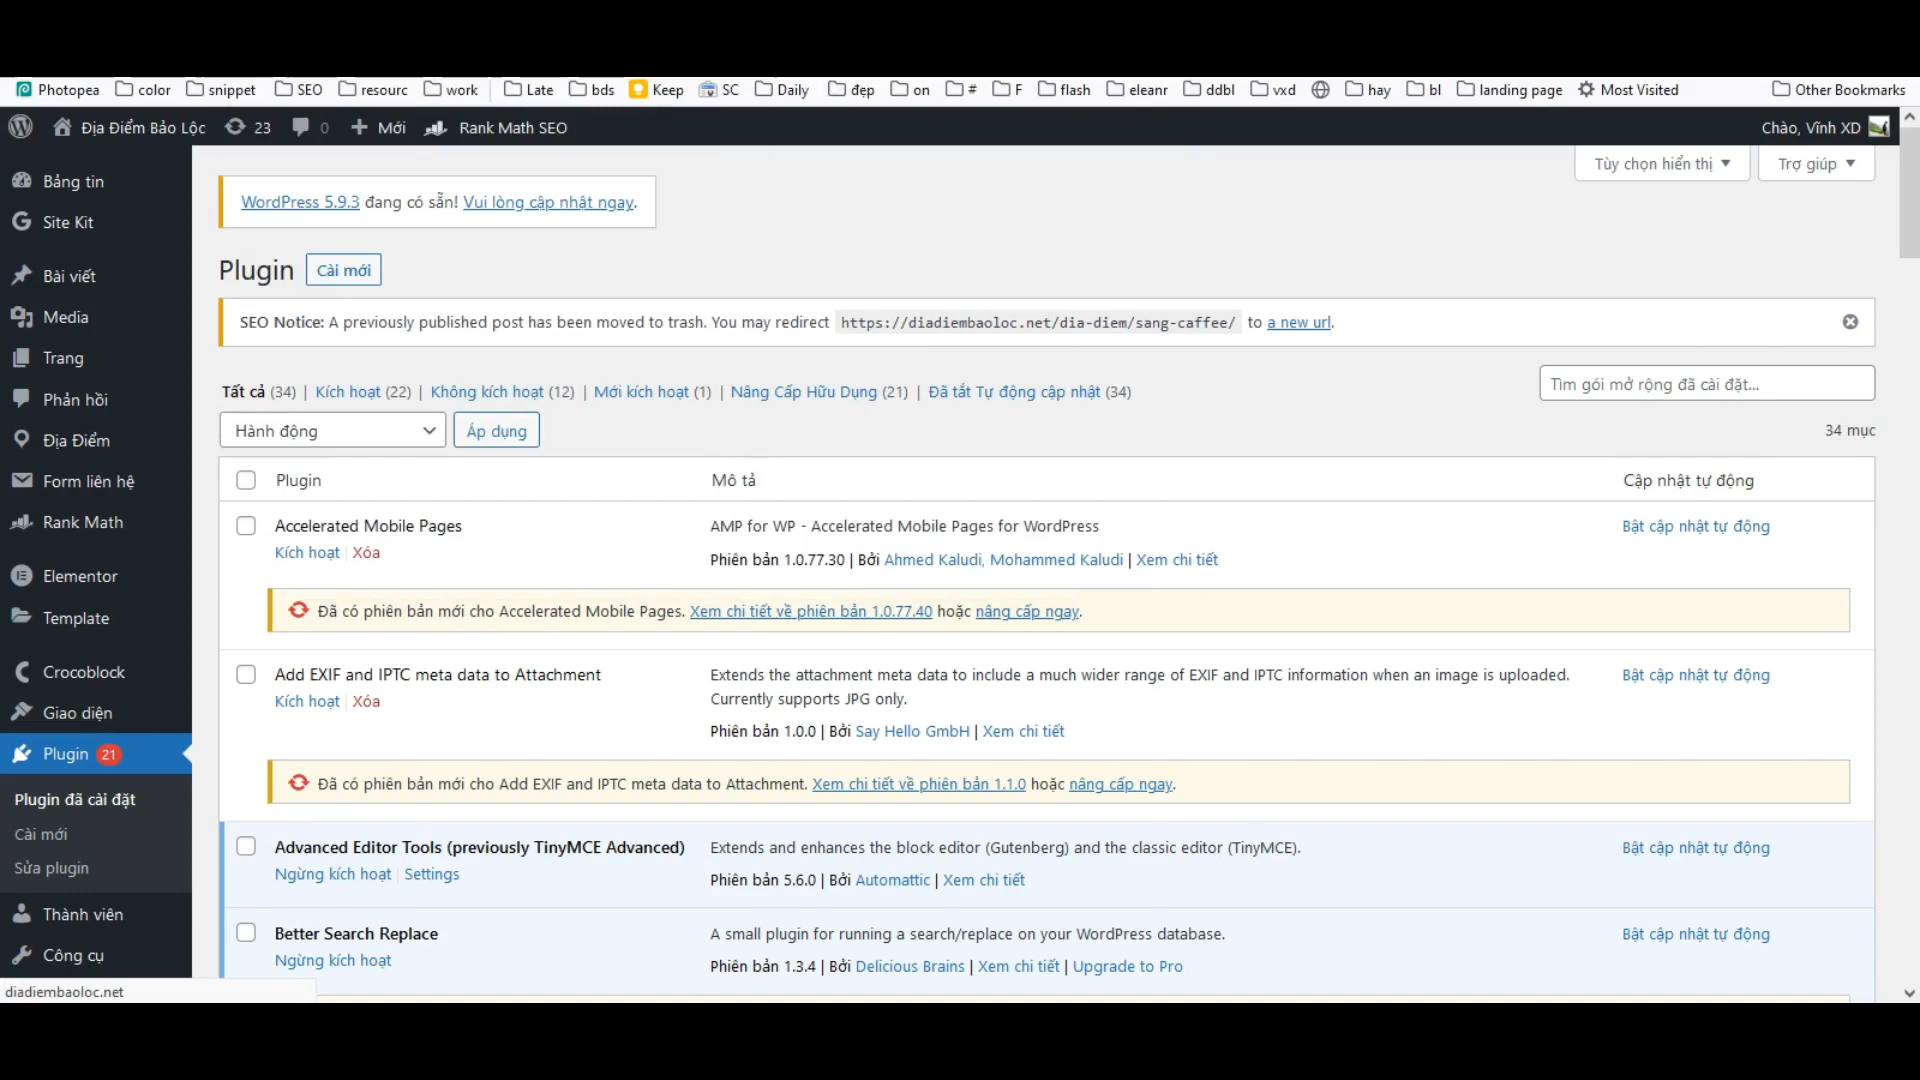 Photopea color snippet SEO resourc work Late bds Keep SC Daily đẹp on # F flash eleanr ddbl vxd hay bl landing page Most Visited Other Bookmarks
Địa Điểm Bảo Lộc 23 0 Mới Rank Math SEO Chào, Vĩnh XD
Tùy chọn hiển thị Trợ giúp
Bảng tin
Site Kit
Bài viết
Media
Trang
Phản hồi
Địa Điểm
Form liên hệ
Rank Math
Elementor
Template
Crocoblock
Giao diện
Plugin 21
Plugin đã cài đặt
Cài mới
Sửa plugin
Thành viên
Công cụ
diadiembaoloc.net
WordPress 5.9.3 đang có sẵn! Vui lòng cập nhật ngay.
Plugin Cài mới
SEO Notice: A previously published post has been moved to trash. You may redirect https://diadiembaoloc.net/dia-diem/sang-caffee/ to a new url.
Tất cả (34) | Kích hoạt (22) | Không kích hoạt (12) | Mới kích hoạt (1) | Nâng Cấp Hữu Dụng (21) | Đã tắt Tự động cập nhật (34)
Tìm gói mở rộng đã cài đặt...
Hành động Áp dụng 34 mục
Plugin Mô tả Cập nhật tự động
Accelerated Mobile Pages AMP for WP - Accelerated Mobile Pages for WordPress Bật cập nhật tự động
Kích hoạt | Xóa Phiên bản 1.0.77.30 | Bởi Ahmed Kaludi, Mohammed Kaludi | Xem chi tiết
Đã có phiên bản mới cho Accelerated Mobile Pages. Xem chi tiết về phiên bản 1.0.77.40 hoặc nâng cấp ngay.
Add EXIF and IPTC meta data to Attachment Extends the attachment meta data to include a much wider range of EXIF and IPTC information when an image is uploaded. Bật cập nhật tự động
Kích hoạt | Xóa Currently supports JPG only.
Phiên bản 1.0.0 | Bởi Say Hello GmbH | Xem chi tiết
Đã có phiên bản mới cho Add EXIF and IPTC meta data to Attachment. Xem chi tiết về phiên bản 1.1.0 hoặc nâng cấp ngay.
Advanced Editor Tools (previously TinyMCE Advanced) Extends and enhances the block editor (Gutenberg) and the classic editor (TinyMCE). Bật cập nhật tự động
Ngừng kích hoạt | Settings Phiên bản 5.6.0 | Bởi Automattic | Xem chi tiết
Better Search Replace A small plugin for running a search/replace on your WordPress database. Bật cập nhật tự động
Ngừng kích hoạt Phiên bản 1.3.4 | Bởi Delicious Brains | Xem chi tiết | Upgrade to Pro